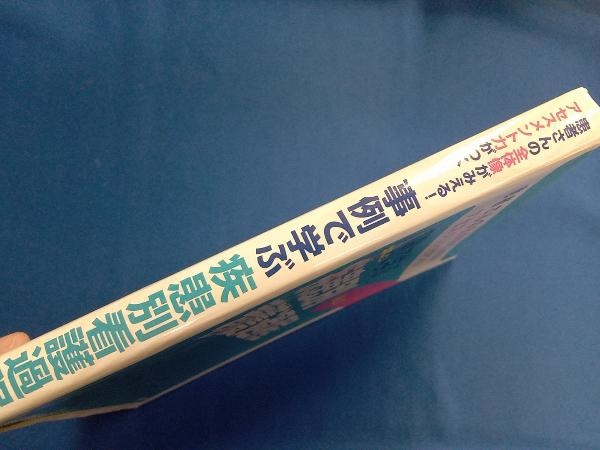 患者さんの全体像がみえる!
アセスメント力がつく
事例で学ぶ 疾患別看護過程